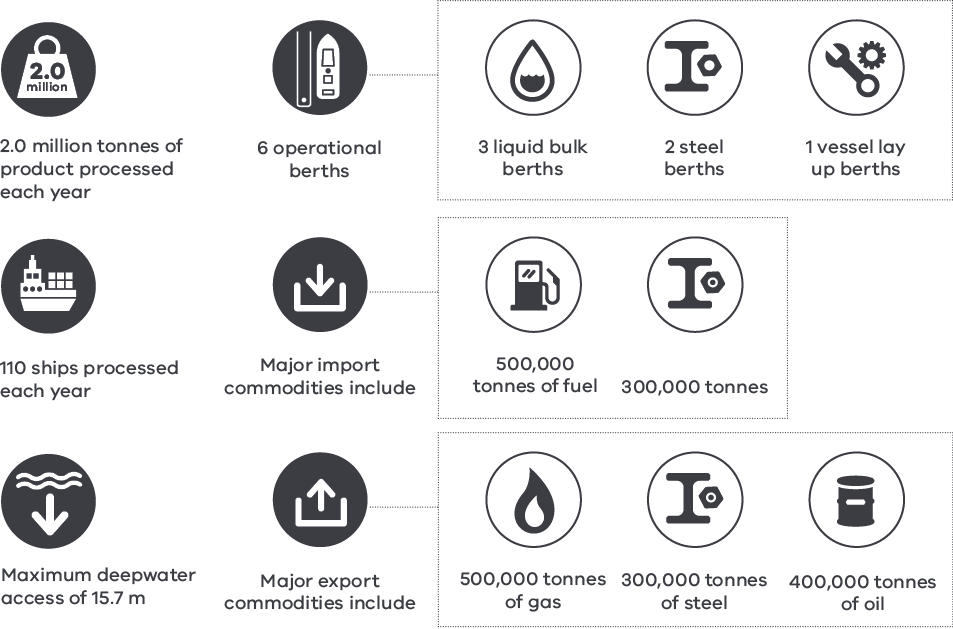 2.0
million
2.0 million tonnes of
product processed
each year
6 operational
berths
3 liquid bulk
berths
2 steel
berths
1 vessel lay
up berths
110 ships processed
each year
Major import
commodities include
500,000
tonnes of fuel
300,000 tonnes
Maximum deepwater
access of 15.7 m
Major export
commodities include
500,000 tonnes
of gas
300,000 tonnes
of steel
400,000 tonnes
of oil